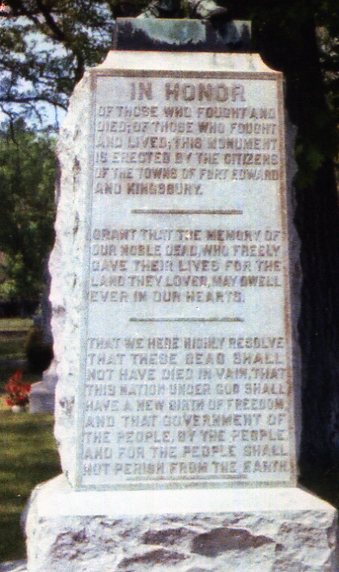 IN HONOR
OF THOSE WHO FOUGHT AND
DIED; OF THOSE WHO FOUGHT
AND LIVED; THIS MONUMENT
IS ERECTED BY THE CITIZENS
OF THE TOWNS OF FORT EDWARD
AND KINGSBURY.
GRANT THAT THE MEMORY OF
OUR NOBLE DEAD, WHO FREELY
GAVE THEIR LIVES FOR THE
LAND THEY LOVED, MAY DWELL
EVER IN OUR HEARTS.
THAT WE HERE HIGHLY RESOLVE
THAT THESE DEAD SHALL
NOT HAVE DIED IN VAIN, THAT
THIS NATION UNDER GOD SHALL
HAVE A NEW BIRTH OF FREEDOM,
AND THAT GOVERNMENT OF
THE PEOPLE, BY THE PEOPLE
AND FOR THE PEOPLE SHALL
NOT PERISH FROM THE EARTH